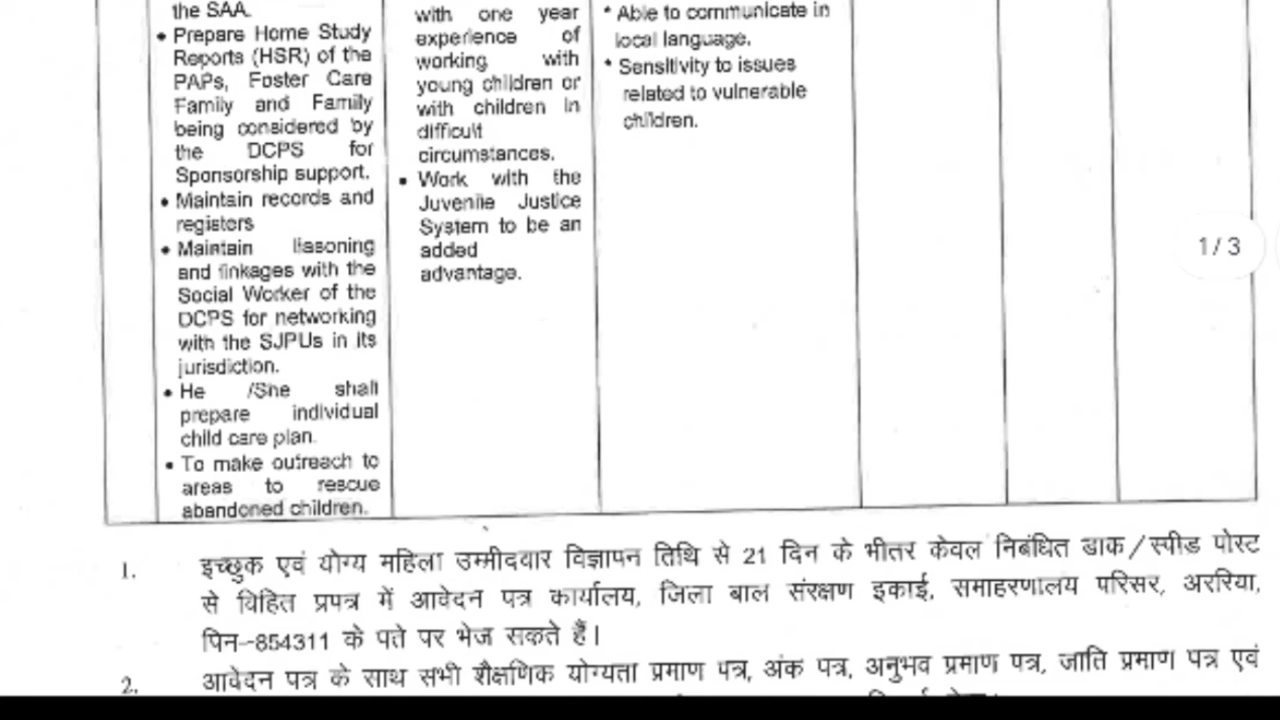 the SAA.
• Prepare Home Study
Reports (HSR) of the
PAPs, Foster Care
Family and Family
being considered by
the DCPS for
Sponsorship support.
• Maintain records and
registers
• Maintain liasoning
and linkages with the
Social Worker of the
DCPS for networking
with the SJPUs in its
jurisdiction.
• He /She shall
prepare individual
child care plan.
• To make outreach to
areas to rescue
abandoned children.
with one year
experience of
working with
young children or
with children in
difficult
circumstances.
• Work with the
Juvenile Justice
System to be an
added
advantage.
* Able to communicate in
local language.
* Sensitivity to issues
related to vulnerable
children.
1/3
1. इच्छुक एवं योग्य महिला उम्मीदवार विज्ञापन तिथि से 21 दिन के भीतर केवल निबंधित डाक/स्पीड पोस्ट
से विहित प्रपत्र में आवेदन पत्र कार्यालय, जिला बाल संरक्षण इकाई, समाहरणालय परिसर, अररिया,
पिन-854311 के पते पर भेज सकते हैं।
2. आवेदन पत्र के साथ सभी शैक्षणिक योग्यता प्रमाण पत्र, अंक पत्र, अनुभव प्रमाण पत्र, जाति प्रमाण पत्र एवं